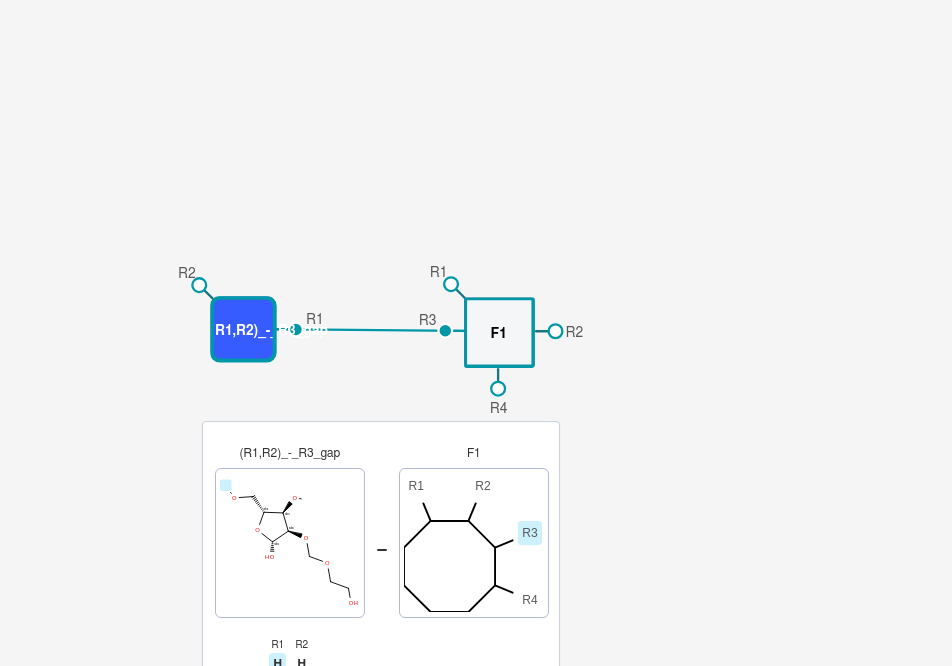 R2
R1
R1,R2)_-_R3_gap
R1
R3
F1
R2
R4
(R1,R2)_-_R3_gap
F1
O
O
O
O
HO
O
OH
–
R1
R2
R3
R4
R1 R2
H H